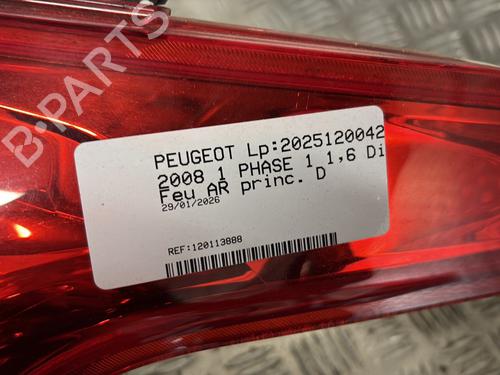 PEUGEOT Lp:2025120042
2008 1 PHASE 1 1,6 Di
Feu AR princ. D
29/01/2026
REF:120113888
B-PARTS